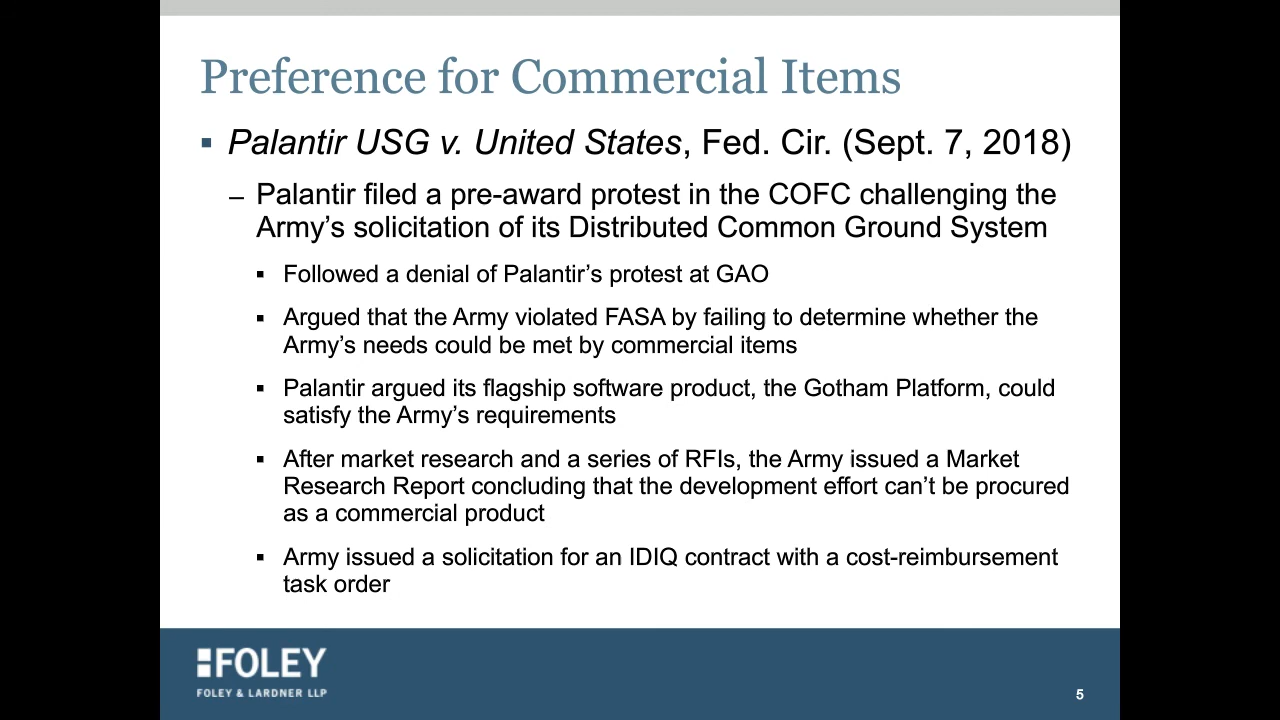 Preference for Commercial Items
▪ Palantir USG v. United States, Fed. Cir. (Sept. 7, 2018)
– Palantir filed a pre-award protest in the COFC challenging the
Army’s solicitation of its Distributed Common Ground System
▪ Followed a denial of Palantir’s protest at GAO
▪ Argued that the Army violated FASA by failing to determine whether the
Army’s needs could be met by commercial items
▪ Palantir argued its flagship software product, the Gotham Platform, could
satisfy the Army’s requirements
▪ After market research and a series of RFIs, the Army issued a Market
Research Report concluding that the development effort can’t be procured
as a commercial product
▪ Army issued a solicitation for an IDIQ contract with a cost-reimbursement
task order
FOLEY
FOLEY & LARDNER LLP
5